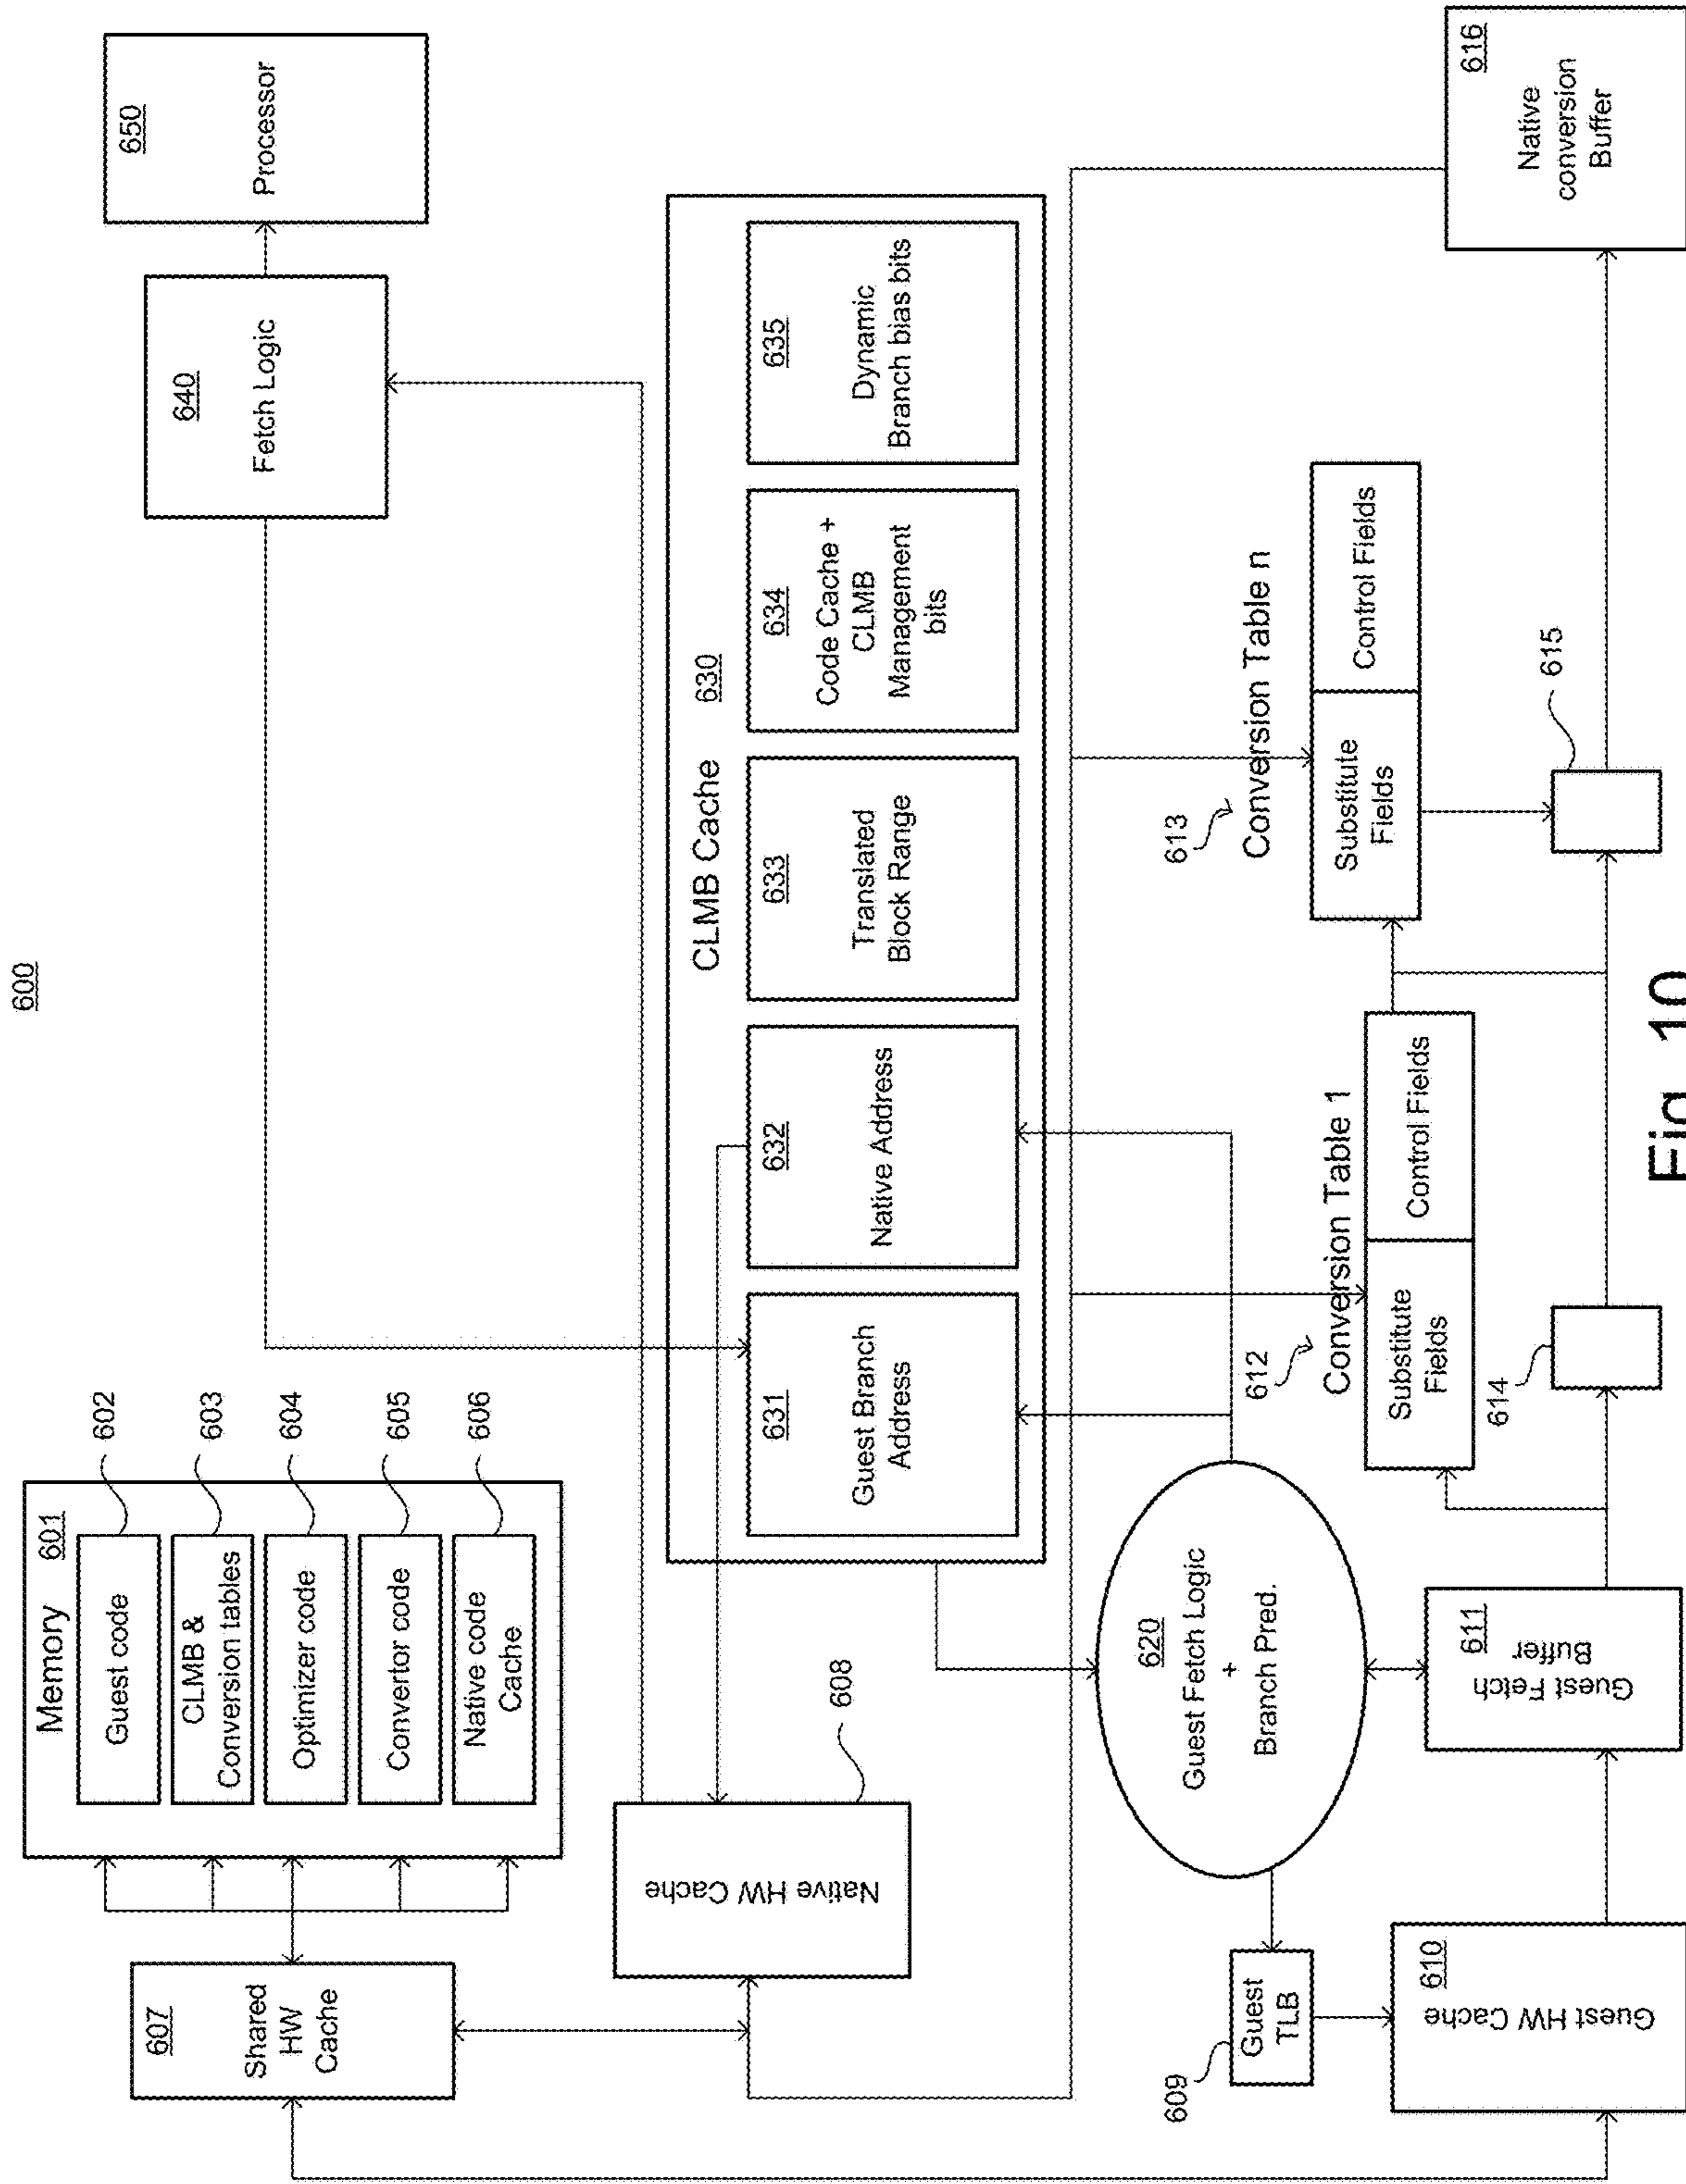 600
Memory
601
Guest code
CLMB &
Conversion tables
Optimizer code
Convertor code
Native code
Cache
602
603
604
605
606
607
Shared
HW
Cache
640
Fetch Logic
650
Processor
Native HW Cache
608
CLMB Cache
630
631
Guest Branch
Address
632
Native Address
633
Translated
Block Range
634
Code Cache +
CLMB
Management
bits
635
Dynamic
Branch bias bits
620
Guest Fetch Logic
+
Branch Pred.
Guest
TLB
609
610
Guest HW Cache
611
Guest Fetch
Buffer
612
Conversion Table 1
Substitute
Fields
Control Fields
614
613
Conversion Table n
Substitute
Fields
Control Fields
615
616
Native
conversion
Buffer
Fig. 10